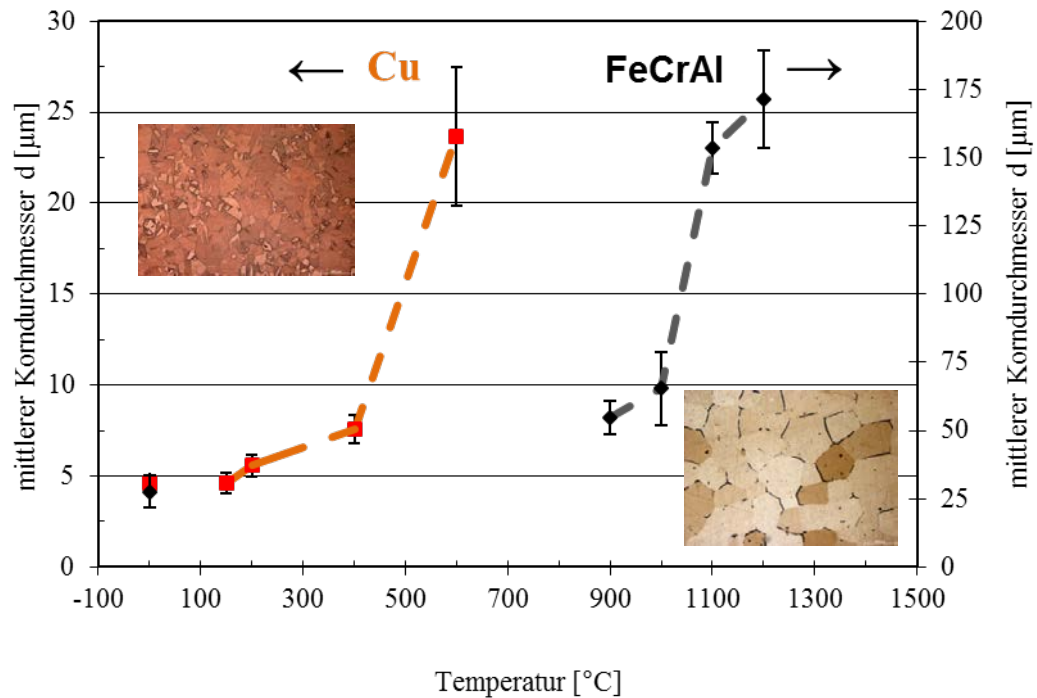 30
25
20
15
10
5
0
mittlerer Korndurchmesser d [µm]
← Cu
FeCrAl →
200
175
150
125
100
75
50
25
0
mittlerer Korndurchmesser d [µm]
-100 100 300 500 700 900 1100 1300 1500
Temperatur [°C]